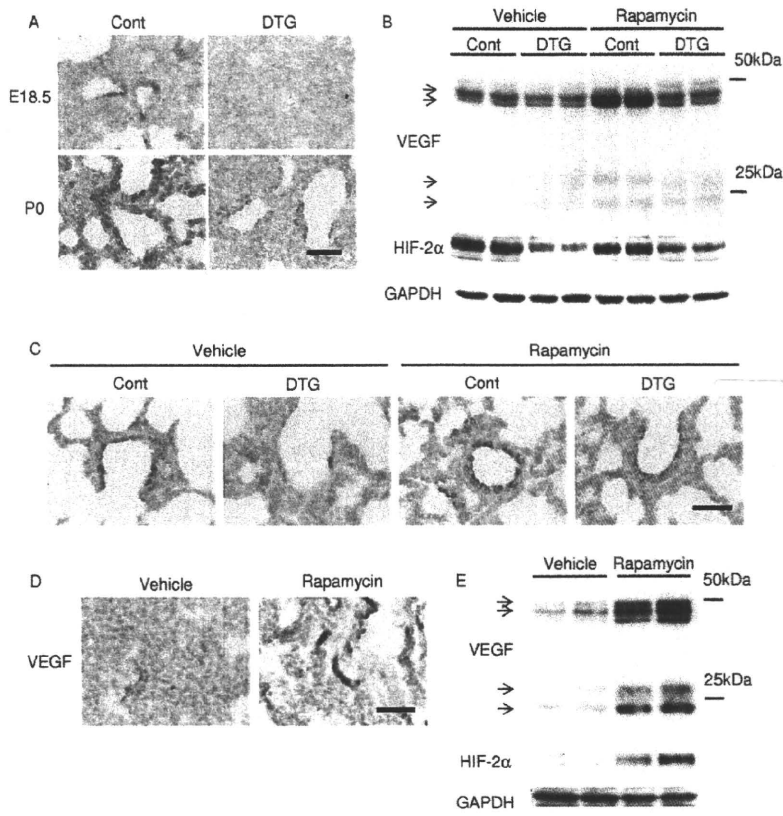 A
Cont DTG
E18.5
P0
B
Vehicle Rapamycin
Cont DTG Cont DTG
50kDa
VEGF
25kDa
HIF-2α
GAPDH
C
Vehicle Rapamycin
Cont DTG Cont DTG
D
Vehicle Rapamycin
VEGF
E
Vehicle Rapamycin
50kDa
VEGF
25kDa
HIF-2α
GAPDH